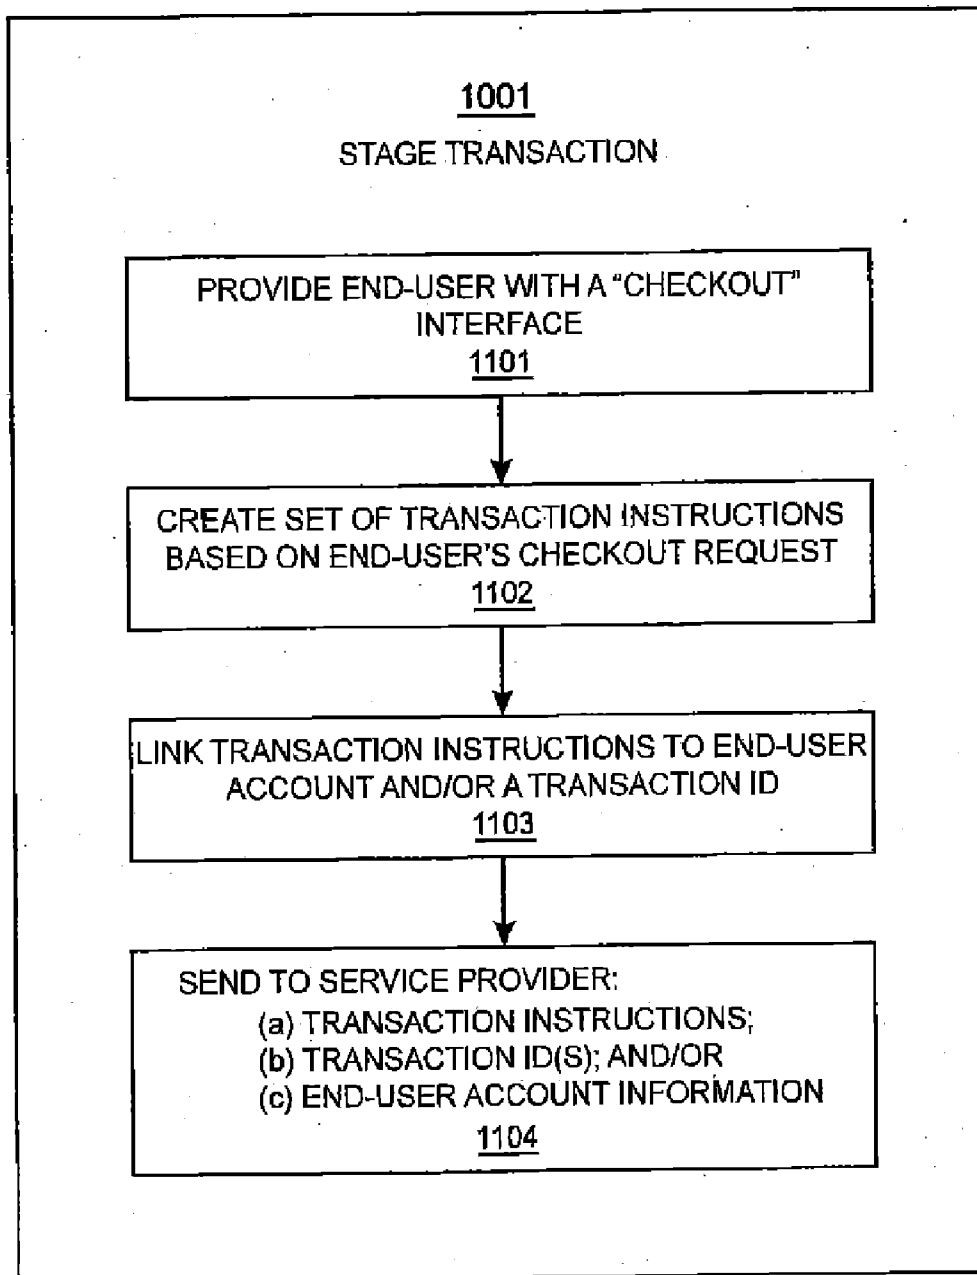 1001
STAGE TRANSACTION
PROVIDE END-USER WITH A "CHECKOUT"
INTERFACE
1101
CREATE SET OF TRANSACTION INSTRUCTIONS
BASED ON END-USER'S CHECKOUT REQUEST
1102
LINK TRANSACTION INSTRUCTIONS TO END-USER
ACCOUNT AND/OR A TRANSACTION ID
1103
SEND TO SERVICE PROVIDER:
(a) TRANSACTION INSTRUCTIONS;
(b) TRANSACTION ID(S); AND/OR
(c) END-USER ACCOUNT INFORMATION
1104